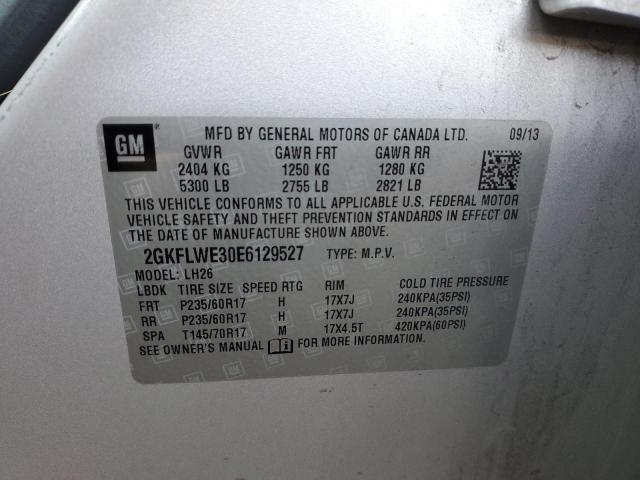 GM ® MFD BY GENERAL MOTORS OF CANADA LTD. 09/13
GVWR GAWR FRT GAWR RR
2404 KG 1250 KG 1280 KG
5300 LB 2755 LB 2821 LB
THIS VEHICLE CONFORMS TO ALL APPLICABLE U.S. FEDERAL MOTOR
VEHICLE SAFETY AND THEFT PREVENTION STANDARDS IN EFFECT ON
THE DATE OF MANUFACTURE SHOWN ABOVE.
2GKFLWE30E6129527 TYPE: M.P.V.
MODEL: LH26
LBDK TIRE SIZE SPEED RTG RIM COLD TIRE PRESSURE
FRT P235/60R17 H 17X7J 240KPA(35PSI)
RR P235/60R17 H 17X7J 240KPA(35PSI)
SPA T145/70R17 M 17X4.5T 420KPA(60PSI)
SEE OWNER'S MANUAL FOR MORE INFORMATION.